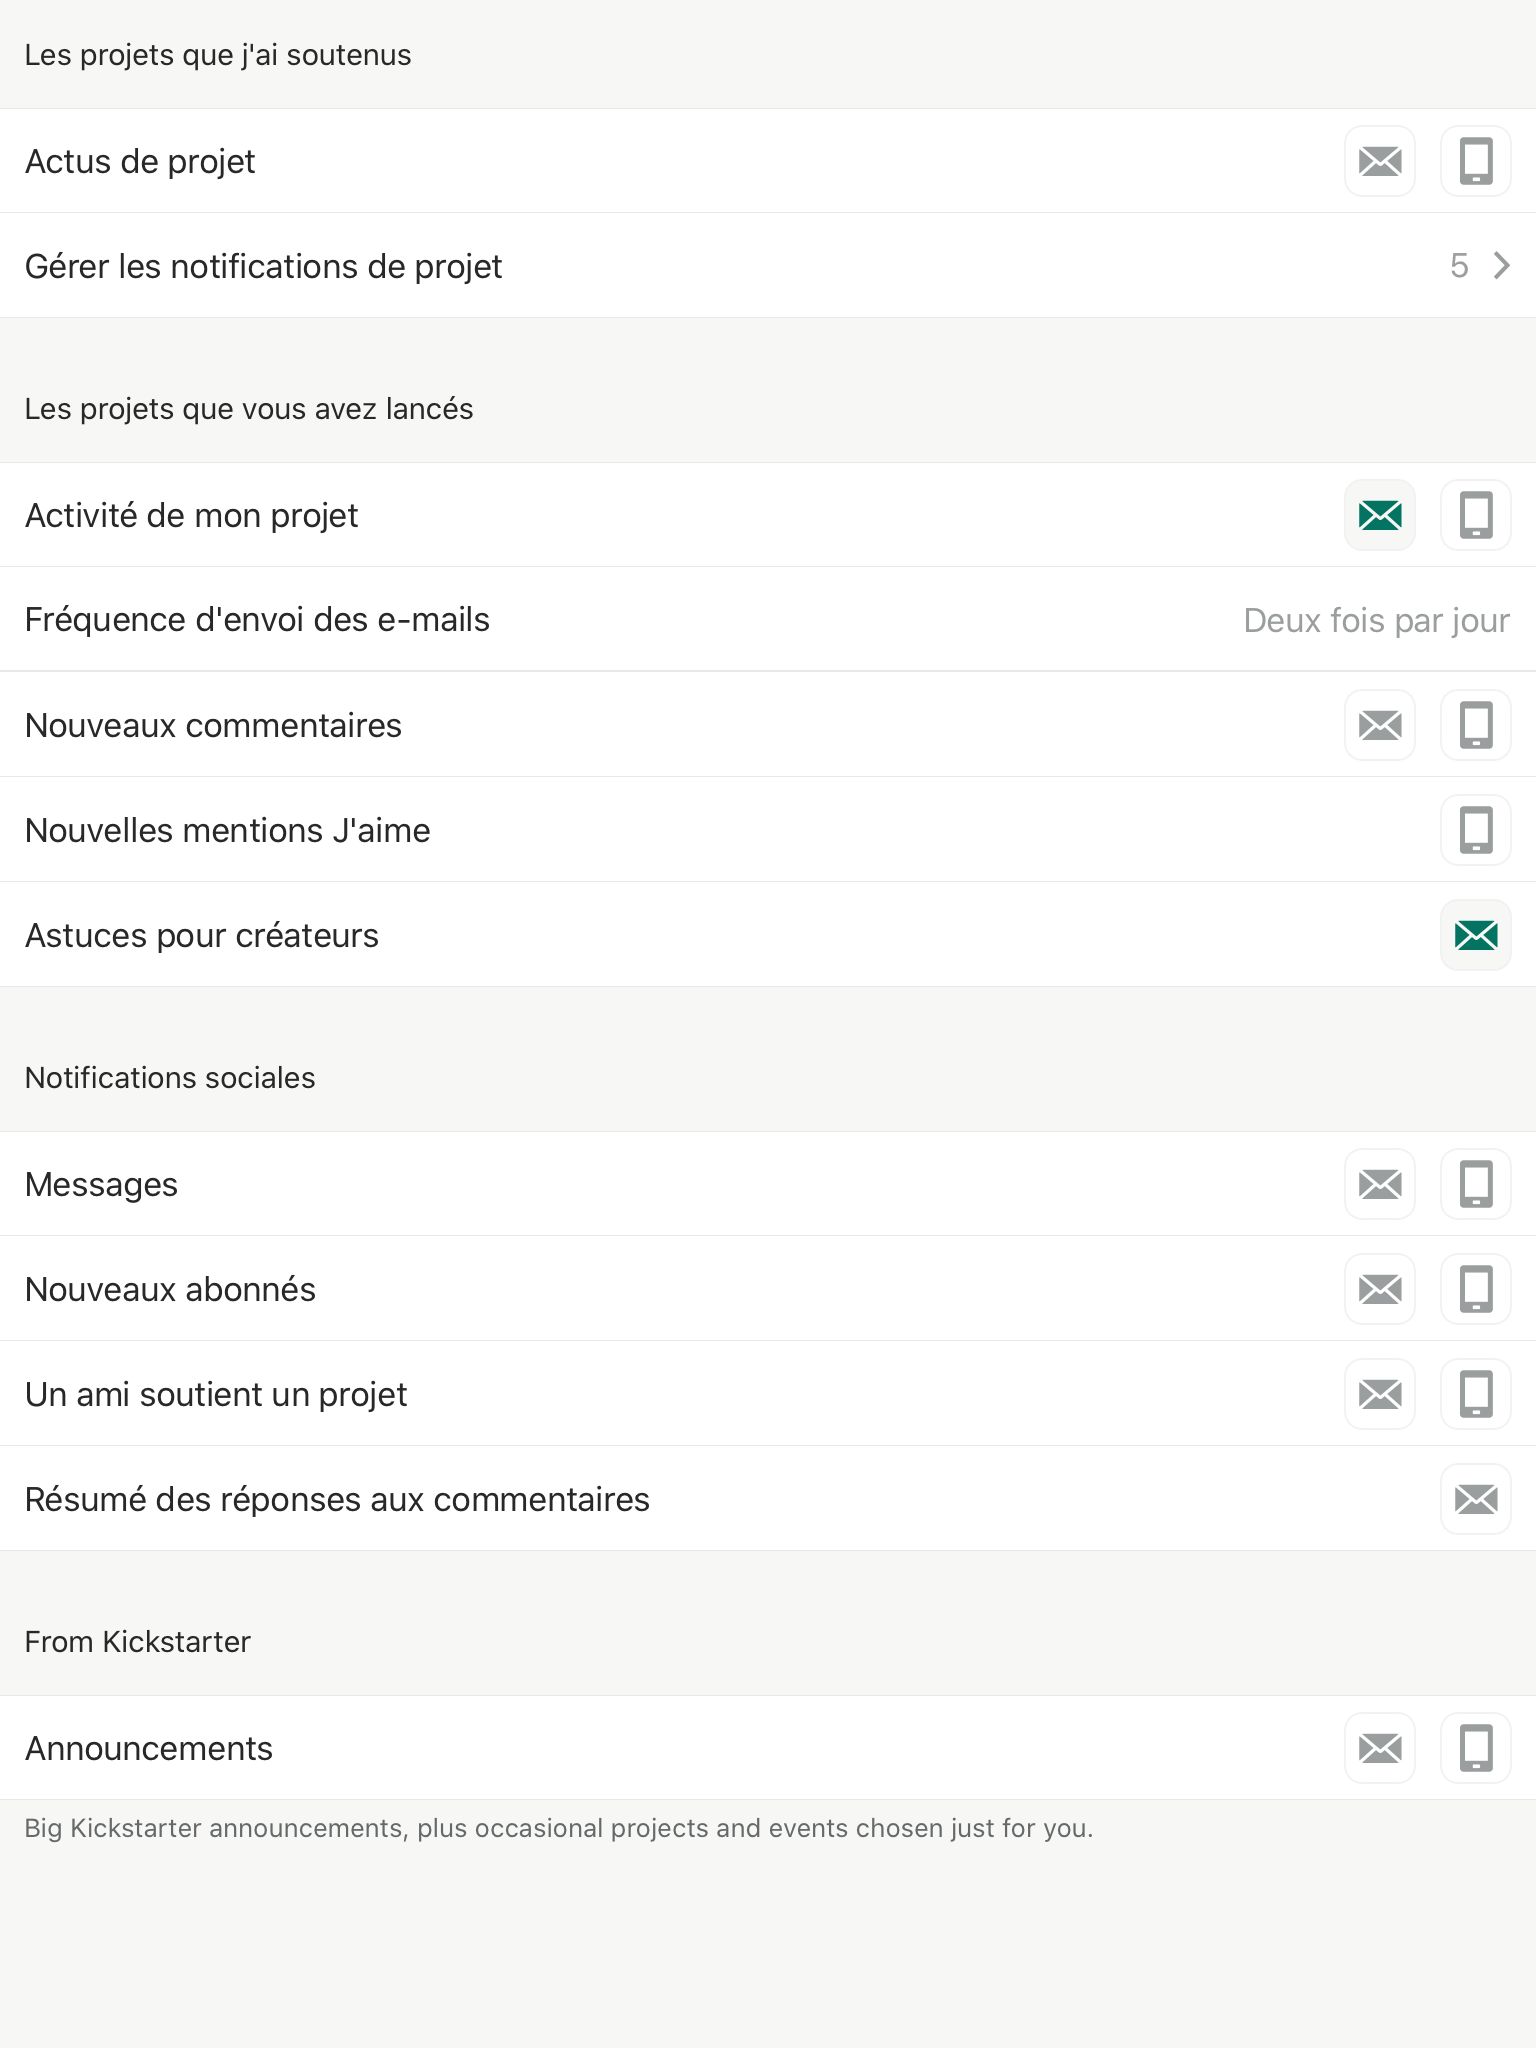 Les projets que j'ai soutenus
Actus de projet
Gérer les notifications de projet 5
Les projets que vous avez lancés
Activité de mon projet
Fréquence d'envoi des e-mails Deux fois par jour
Nouveaux commentaires
Nouvelles mentions J'aime
Astuces pour créateurs
Notifications sociales
Messages
Nouveaux abonnés
Un ami soutient un projet
Résumé des réponses aux commentaires
From Kickstarter
Announcements
Big Kickstarter announcements, plus occasional projects and events chosen just for you.